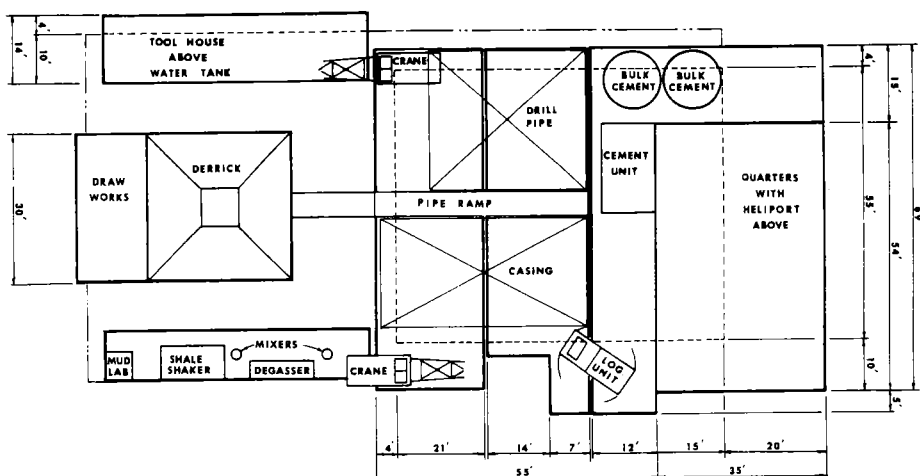 TOOL HOUSE
ABOVE
WATER TANK
CRANE
BULK
CEMENT
BULK
CEMENT
DRILL
PIPE
CEMENT
UNIT
QUARTERS
WITH
HELIPORT
ABOVE
DRAW
WORKS
DERRICK
PIPE RAMP
CASING
MUD
LAB
SHALE
SHAKER
MIXERS
DEGASSER
CRANE
LOG
UNIT
14'
4'
10'
30'
4'
15'
55'
54'
10'
5'
4'
21'
14'
7'
12'
15'
20'
55'
35'